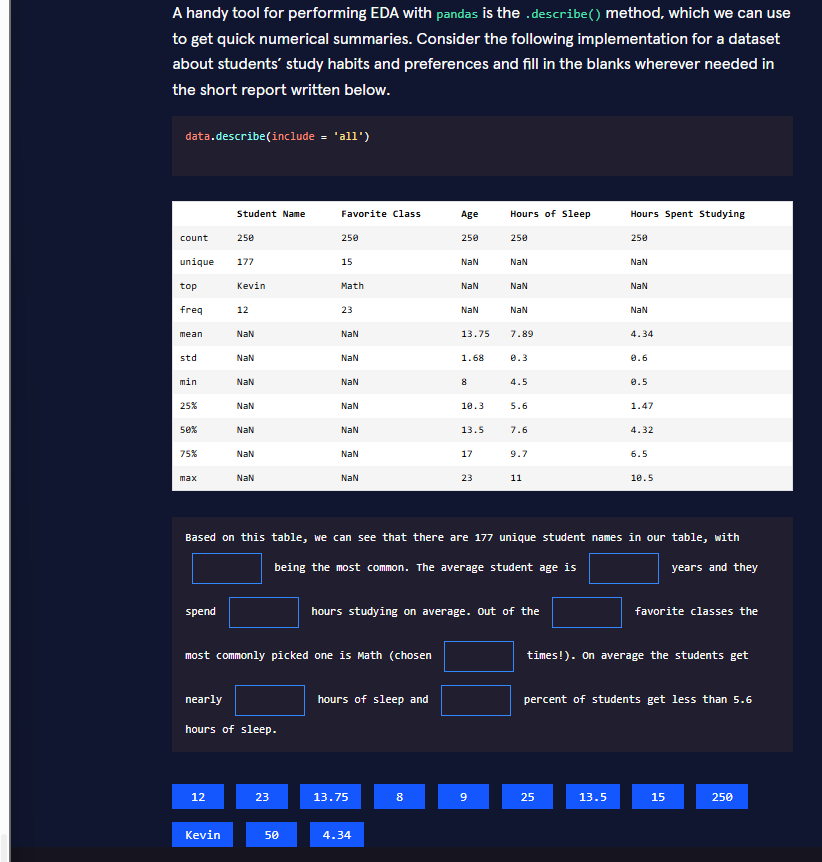 A handy tool for performing EDA with pandas is the .describe() method, which we can use
to get quick numerical summaries. Consider the following implementation for a dataset
about students’ study habits and preferences and fill in the blanks wherever needed in
the short report written below.
data.describe(include = 'all')
Student Name Favorite Class Age Hours of Sleep Hours Spent Studying
count 250 250 250 250 250
unique 177 15 NaN NaN NaN
top Kevin Math NaN NaN NaN
freq 12 23 NaN NaN NaN
mean NaN NaN 13.75 7.89 4.34
std NaN NaN 1.68 0.3 0.6
min NaN NaN 8 4.5 0.5
25% NaN NaN 10.3 5.6 1.47
50% NaN NaN 13.5 7.6 4.32
75% NaN NaN 17 9.7 6.5
max NaN NaN 23 11 10.5
Based on this table, we can see that there are 177 unique student names in our table, with
being the most common. The average student age is years and they
spend hours studying on average. Out of the favorite classes the
most commonly picked one is Math (chosen times!). On average the students get
nearly hours of sleep and percent of students get less than 5.6
hours of sleep.
12 23 13.75 8 9 25 13.5 15 250
Kevin 50 4.34